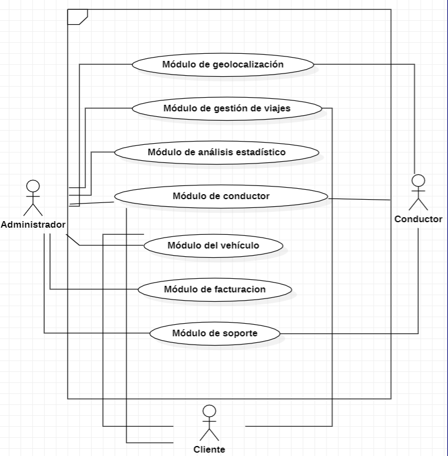 Módulo de geolocalización
Módulo de gestión de viajes
Módulo de análisis estadístico
Módulo de conductor
Administrador
Conductor
Módulo del vehículo
Módulo de facturacion
Módulo de soporte
Cliente